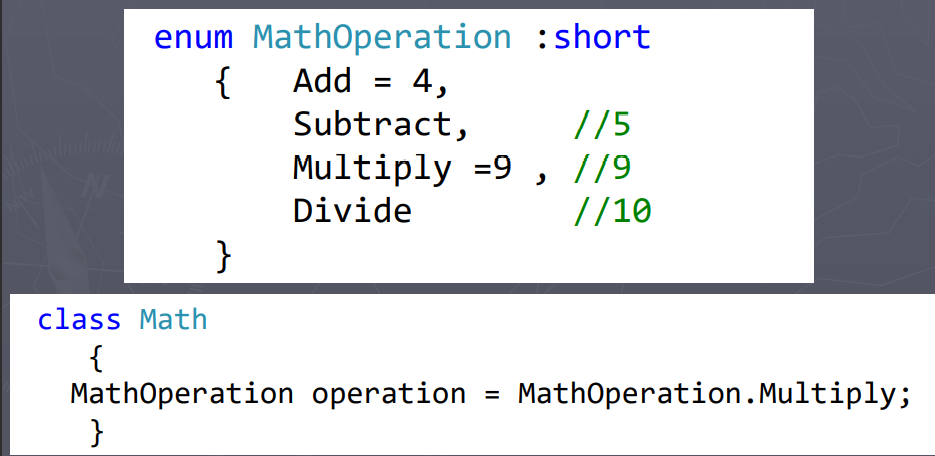 enum MathOperation :short
{ Add = 4,
Subtract, //5
Multiply =9 , //9
Divide //10
}
class Math
{
MathOperation operation = MathOperation.Multiply;
}